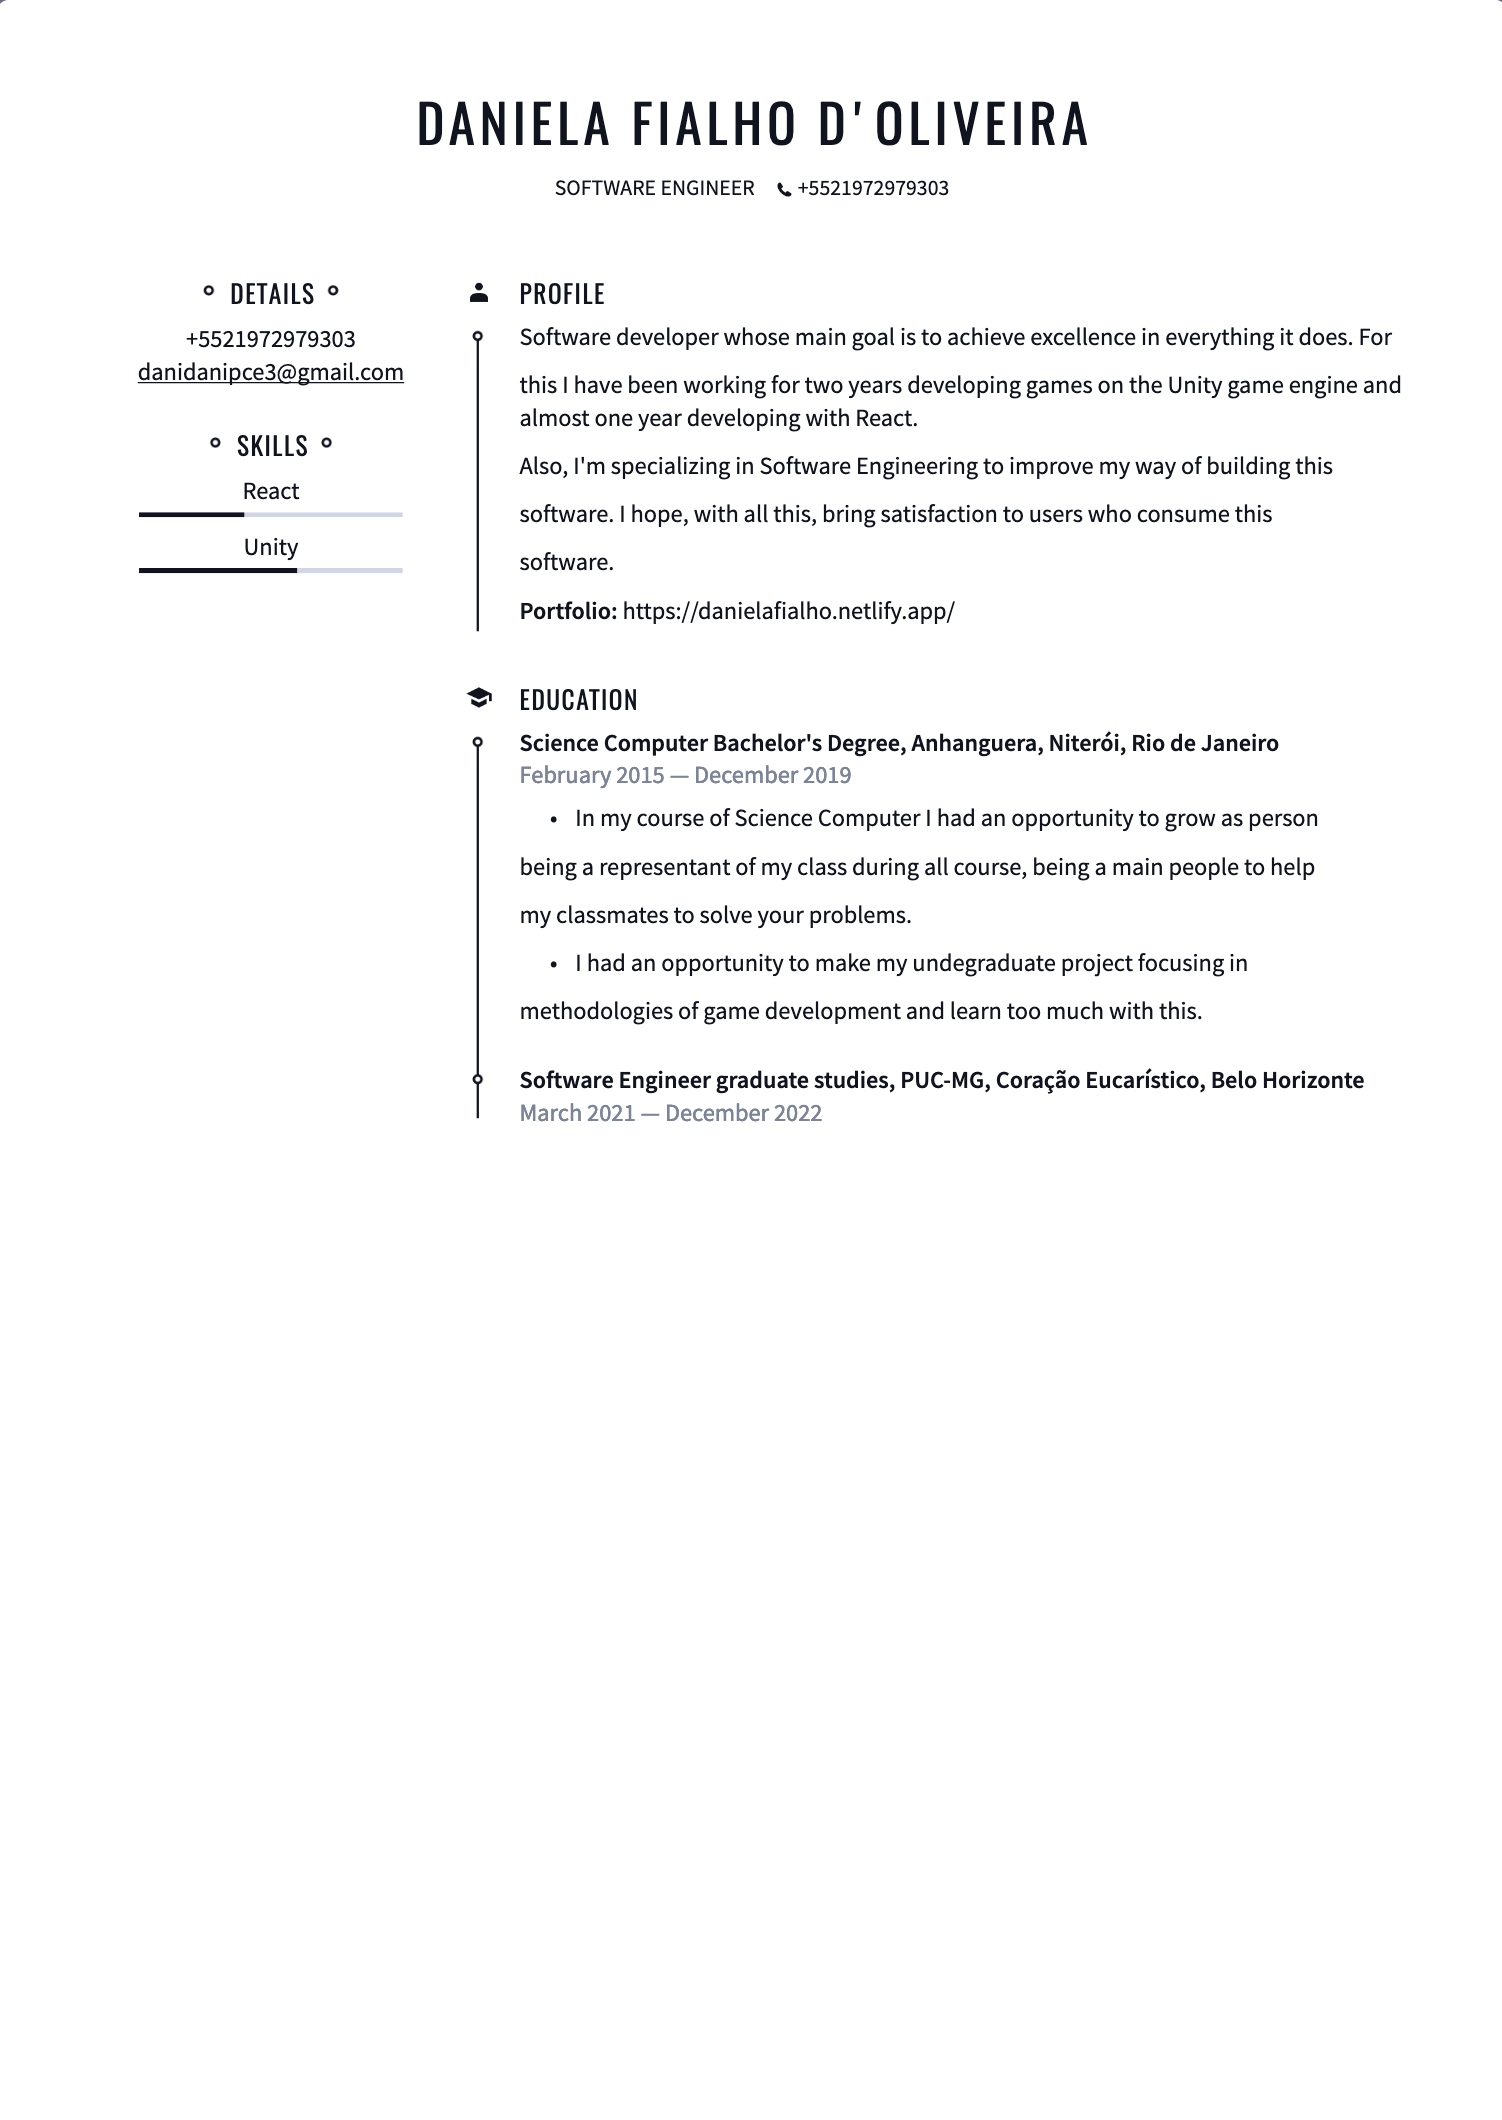 DANIELA FIALHO D'OLIVEIRA
SOFTWARE ENGINEER +5521972979303
DETAILS
+5521972979303
danidanipce3@gmail.com
SKILLS
React
Unity
PROFILE
Software developer whose main goal is to achieve excellence in everything it does. For
this I have been working for two years developing games on the Unity game engine and
almost one year developing with React.
Also, I'm specializing in Software Engineering to improve my way of building this
software. I hope, with all this, bring satisfaction to users who consume this
software.
Portfolio: https://danielafialho.netlify.app/
EDUCATION
Science Computer Bachelor's Degree, Anhanguera, Niterói, Rio de Janeiro
February 2015 — December 2019
• In my course of Science Computer I had an opportunity to grow as person
being a representant of my class during all course, being a main people to help
my classmates to solve your problems.
• I had an opportunity to make my undegraduate project focusing in
methodologies of game development and learn too much with this.
Software Engineer graduate studies, PUC-MG, Coração Eucarístico, Belo Horizonte
March 2021 — December 2022